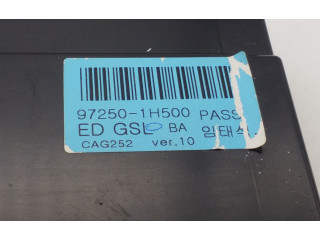 97250-1H500 PASS
ED GSL BA 임태식
CAG252 ver.10